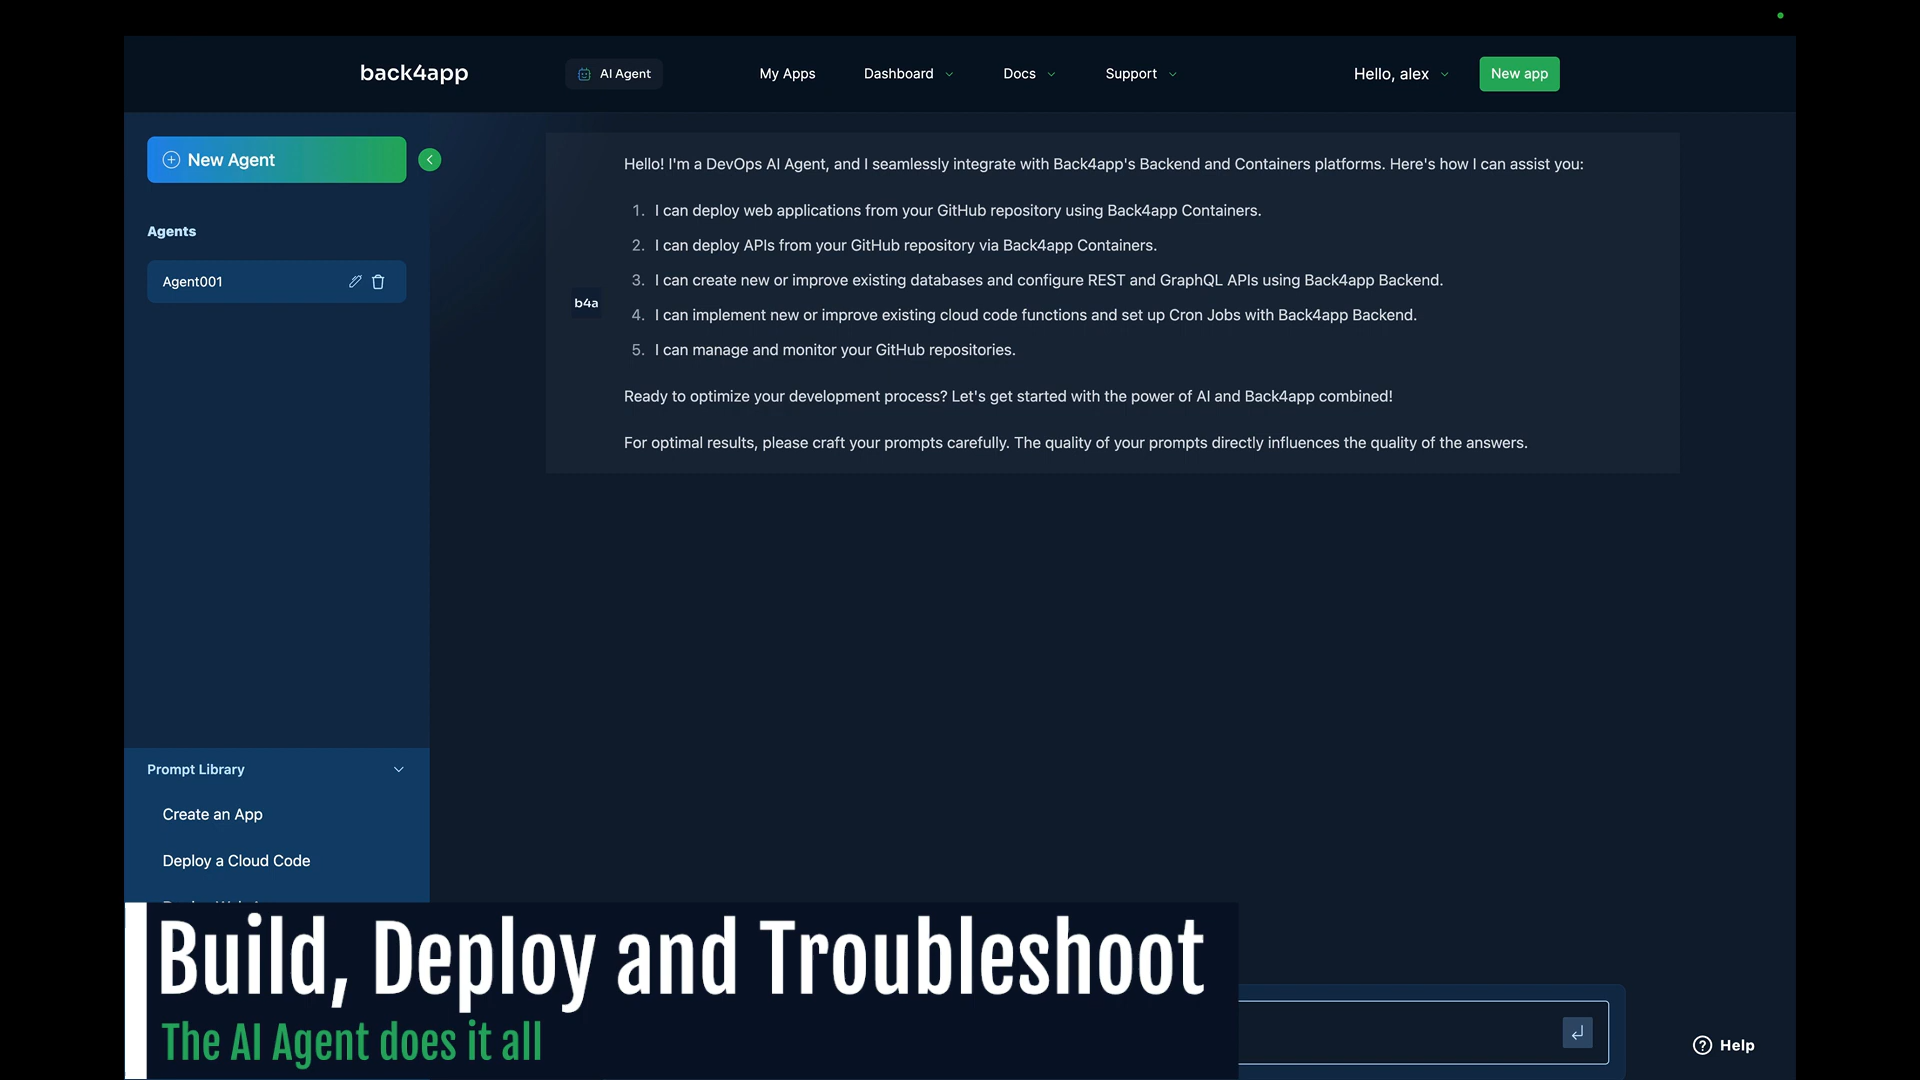 back4app
AI Agent
My Apps
Dashboard
Docs
Support
Hello, alex
New app
New Agent
Agents
Agent001
Hello! I'm a DevOps AI Agent, and I seamlessly integrate with Back4app's Backend and Containers platforms. Here's how I can assist you:
1. I can deploy web applications from your GitHub repository using Back4app Containers.
2. I can deploy APIs from your GitHub repository via Back4app Containers.
3. I can create new or improve existing databases and configure REST and GraphQL APIs using Back4app Backend.
b4a
4. I can implement new or improve existing cloud code functions and set up Cron Jobs with Back4app Backend.
5. I can manage and monitor your GitHub repositories.
Ready to optimize your development process? Let's get started with the power of AI and Back4app combined!
For optimal results, please craft your prompts carefully. The quality of your prompts directly influences the quality of the answers.
Prompt Library
Create an App
Deploy a Cloud Code
Build, Deploy and Troubleshoot
The AI Agent does it all
Help